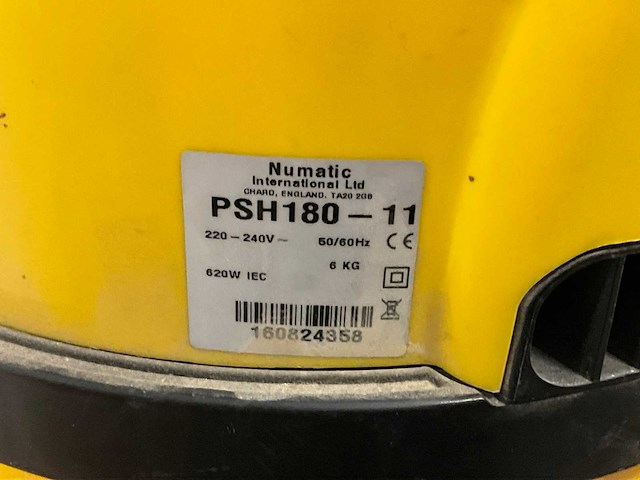 Numatic
International Ltd
CHARD, ENGLAND, TA20 2GB
PSH180-11
220-240V~ 50/60Hz CE
6 KG
620W IEC
160824358